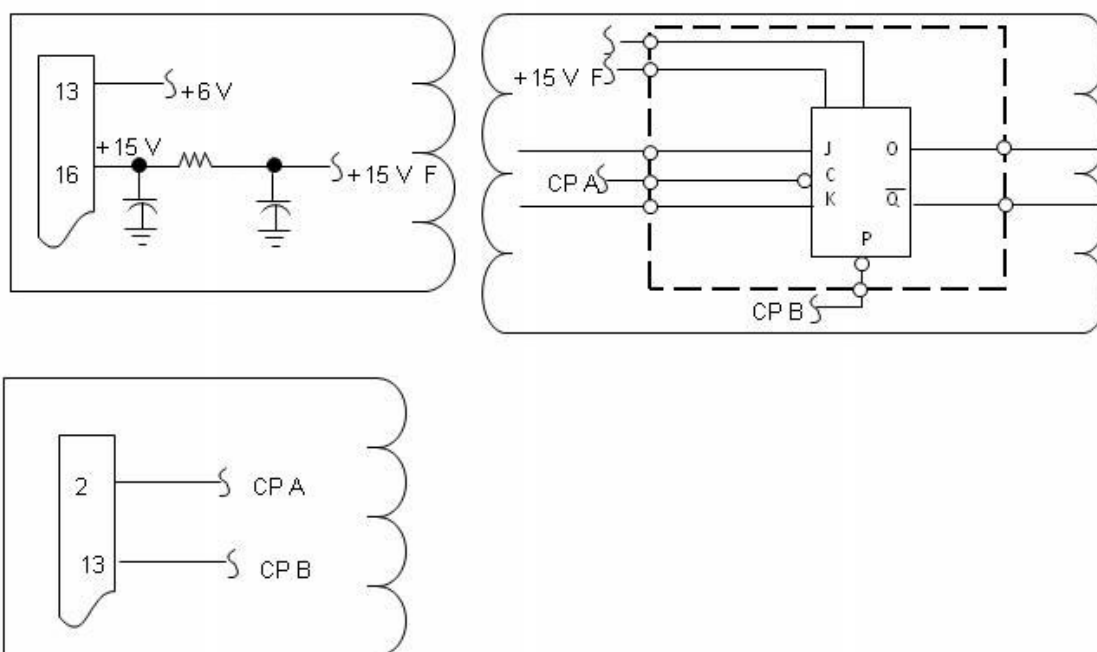 13
+6 V
+15 V
16
+15 V F
+15 V F
J O
CP A
C
K Q
P
CP B
2
CP A
13
CP B